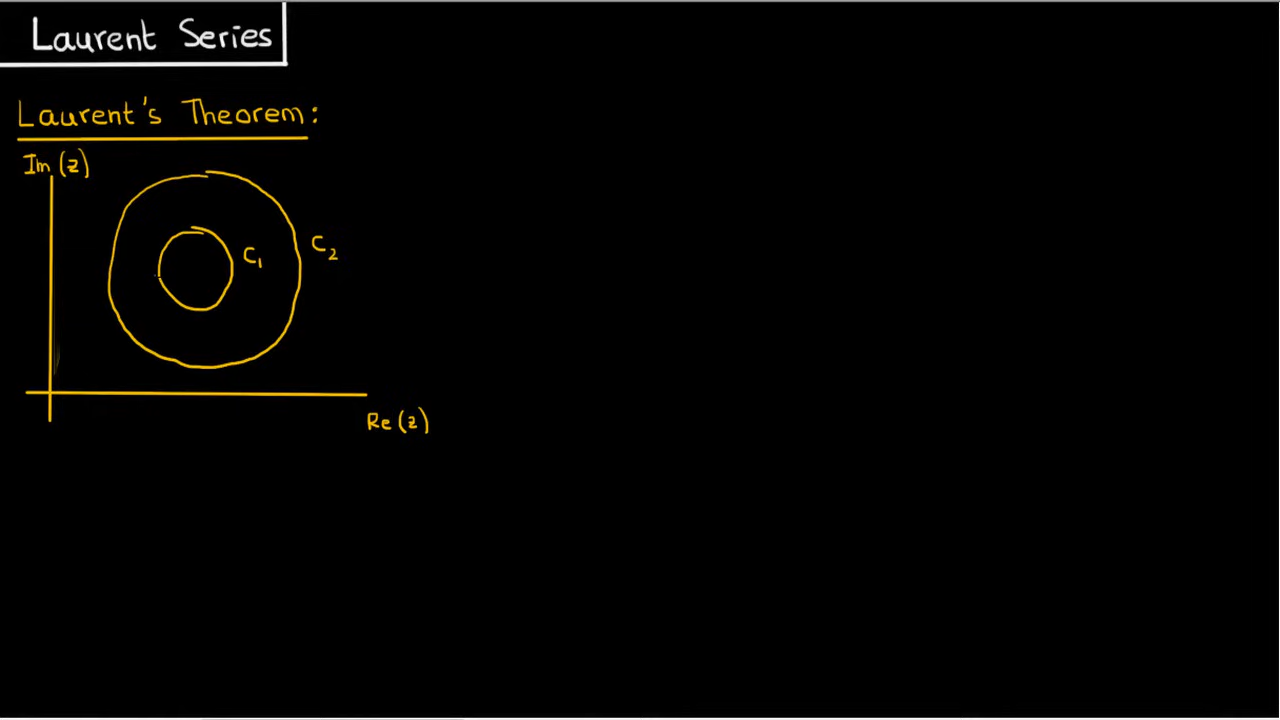 Laurent Series
Laurent's Theorem:
Im (z)
C₂
C₁
Re (z)